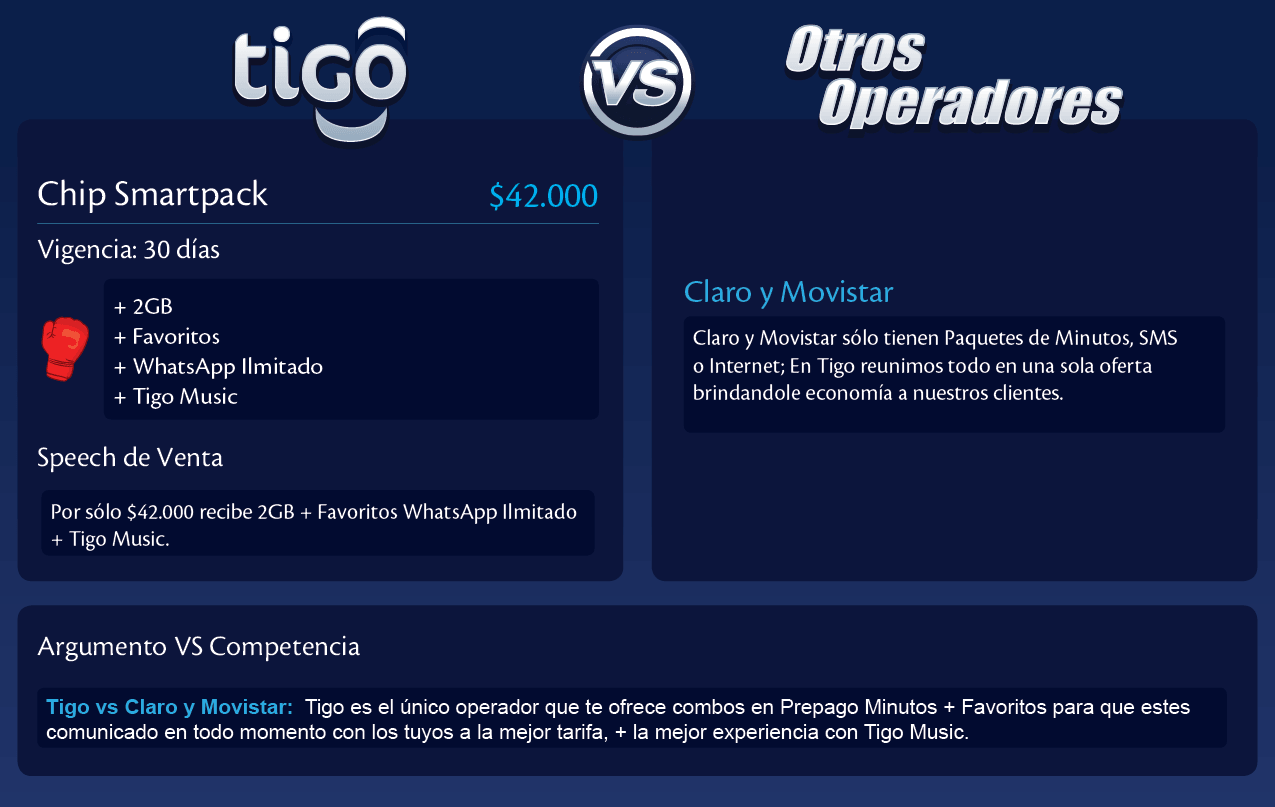 tigo
VS
Otros
Operadores
Chip Smartpack $42.000
Vigencia: 30 días
+ 2GB
+ Favoritos
+ WhatsApp Ilmitado
+ Tigo Music
Speech de Venta
Por sólo $42.000 recibe 2GB + Favoritos WhatsApp Ilmitado
+ Tigo Music.
Claro y Movistar
Claro y Movistar sólo tienen Paquetes de Minutos, SMS
o Internet; En Tigo reunimos todo en una sola oferta
brindandole economía a nuestros clientes.
Argumento VS Competencia
Tigo vs Claro y Movistar: Tigo es el único operador que te ofrece combos en Prepago Minutos + Favoritos para que estes
comunicado en todo momento con los tuyos a la mejor tarifa, + la mejor experiencia con Tigo Music.